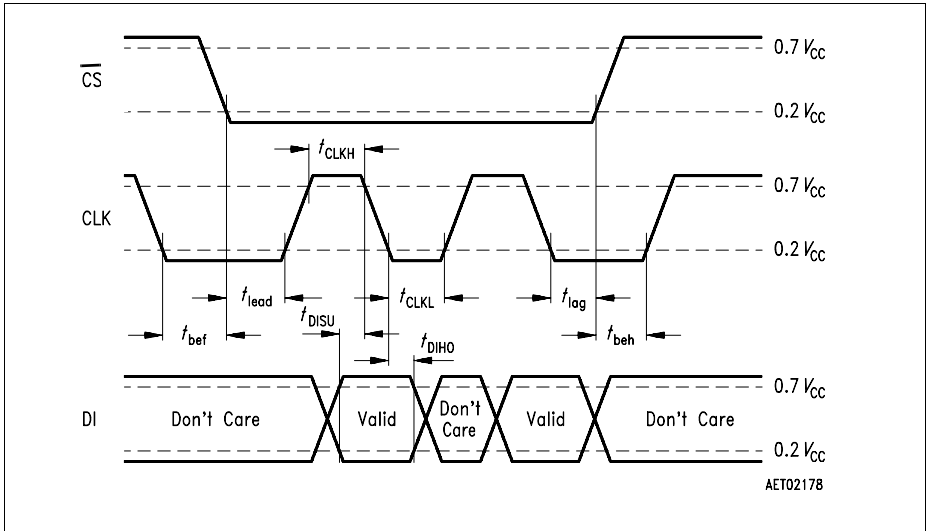 0.7 VCC
CS
0.2 VCC
tCLKH
0.7 VCC
CLK
0.2 VCC
tlead
tCLKL
tlag
tDISU
tbef
tbeh
tDIHO
0.7 VCC
DI
Don't Care
Valid
Don't
Care
Valid
Don't Care
0.2 VCC
AET02178